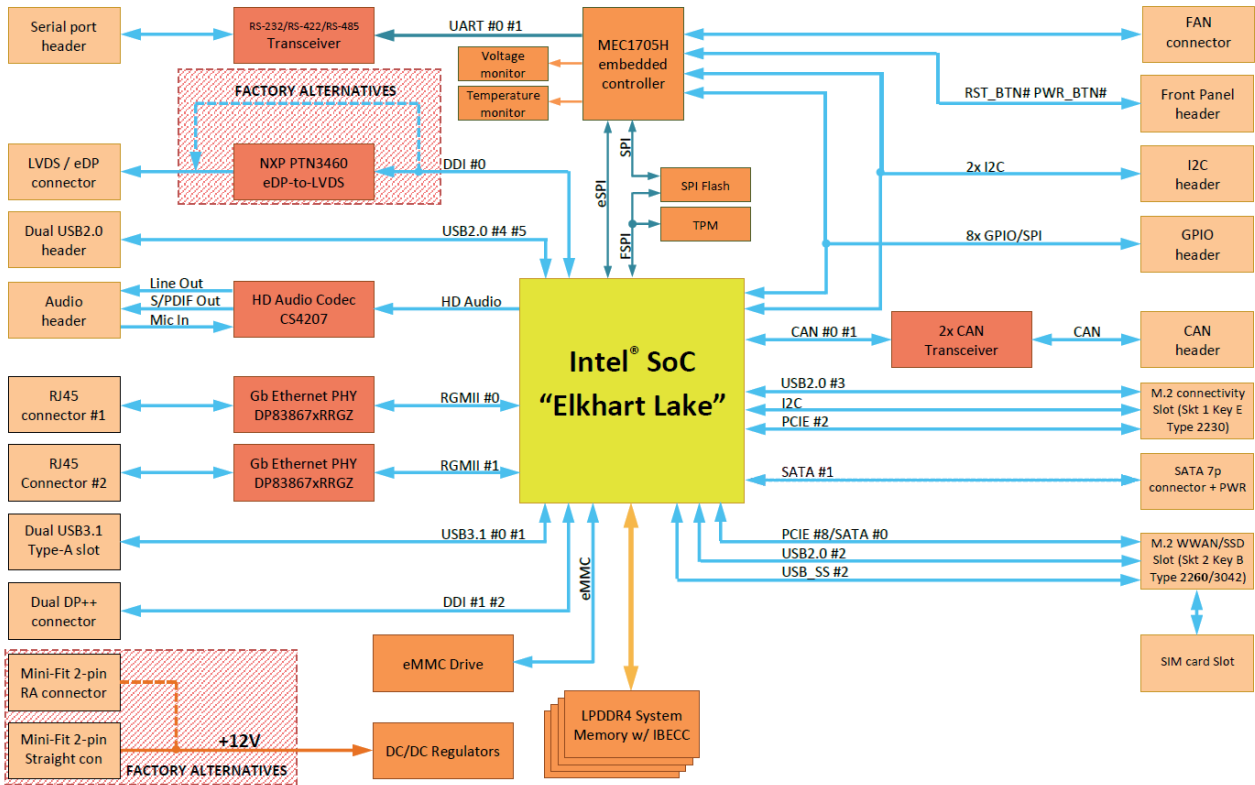 Serial port
header
RS-232/RS-422/RS-485
Transceiver
UART #0 #1
MEC1705H
embedded
controller
Voltage
monitor
Temperature
monitor
FAN
connector
RST_BTN# PWR_BTN#
Front Panel
header
FACTORY ALTERNATIVES
LVDS / eDP
connector
NXP PTN3460
eDP-to-LVDS
DDI #0
eSPI
SPI
FSPI
SPI Flash
TPM
2x I2C
I2C
header
8x GPIO/SPI
GPIO
header
Dual USB2.0
header
USB2.0 #4 #5
Audio
header
Line Out
S/PDIF Out
Mic In
HD Audio Codec
CS4207
HD Audio
Intel® SoC
“Elkhart Lake”
CAN #0 #1
2x CAN
Transceiver
CAN
CAN
header
RJ45
connector #1
Gb Ethernet PHY
DP83867xRRGZ
RGMII #0
USB2.0 #3
I2C
PCIE #2
M.2 connectivity
Slot (Skt 1 Key E
Type 2230)
RJ45
Connector #2
Gb Ethernet PHY
DP83867xRRGZ
RGMII #1
SATA #1
SATA 7p
connector + PWR
Dual USB3.1
Type-A slot
USB3.1 #0 #1
eMMC
PCIE #8/SATA #0
USB2.0 #2
USB_SS #2
M.2 WWAN/SSD
Slot (Skt 2 Key B
Type 2260/3042)
Dual DP++
connector
DDI #1 #2
eMMC Drive
SIM card Slot
Mini-Fit 2-pin
RA connector
Mini-Fit 2-pin
Straight con
+12V
FACTORY ALTERNATIVES
DC/DC Regulators
LPDDR4 System
Memory w/ IBECC